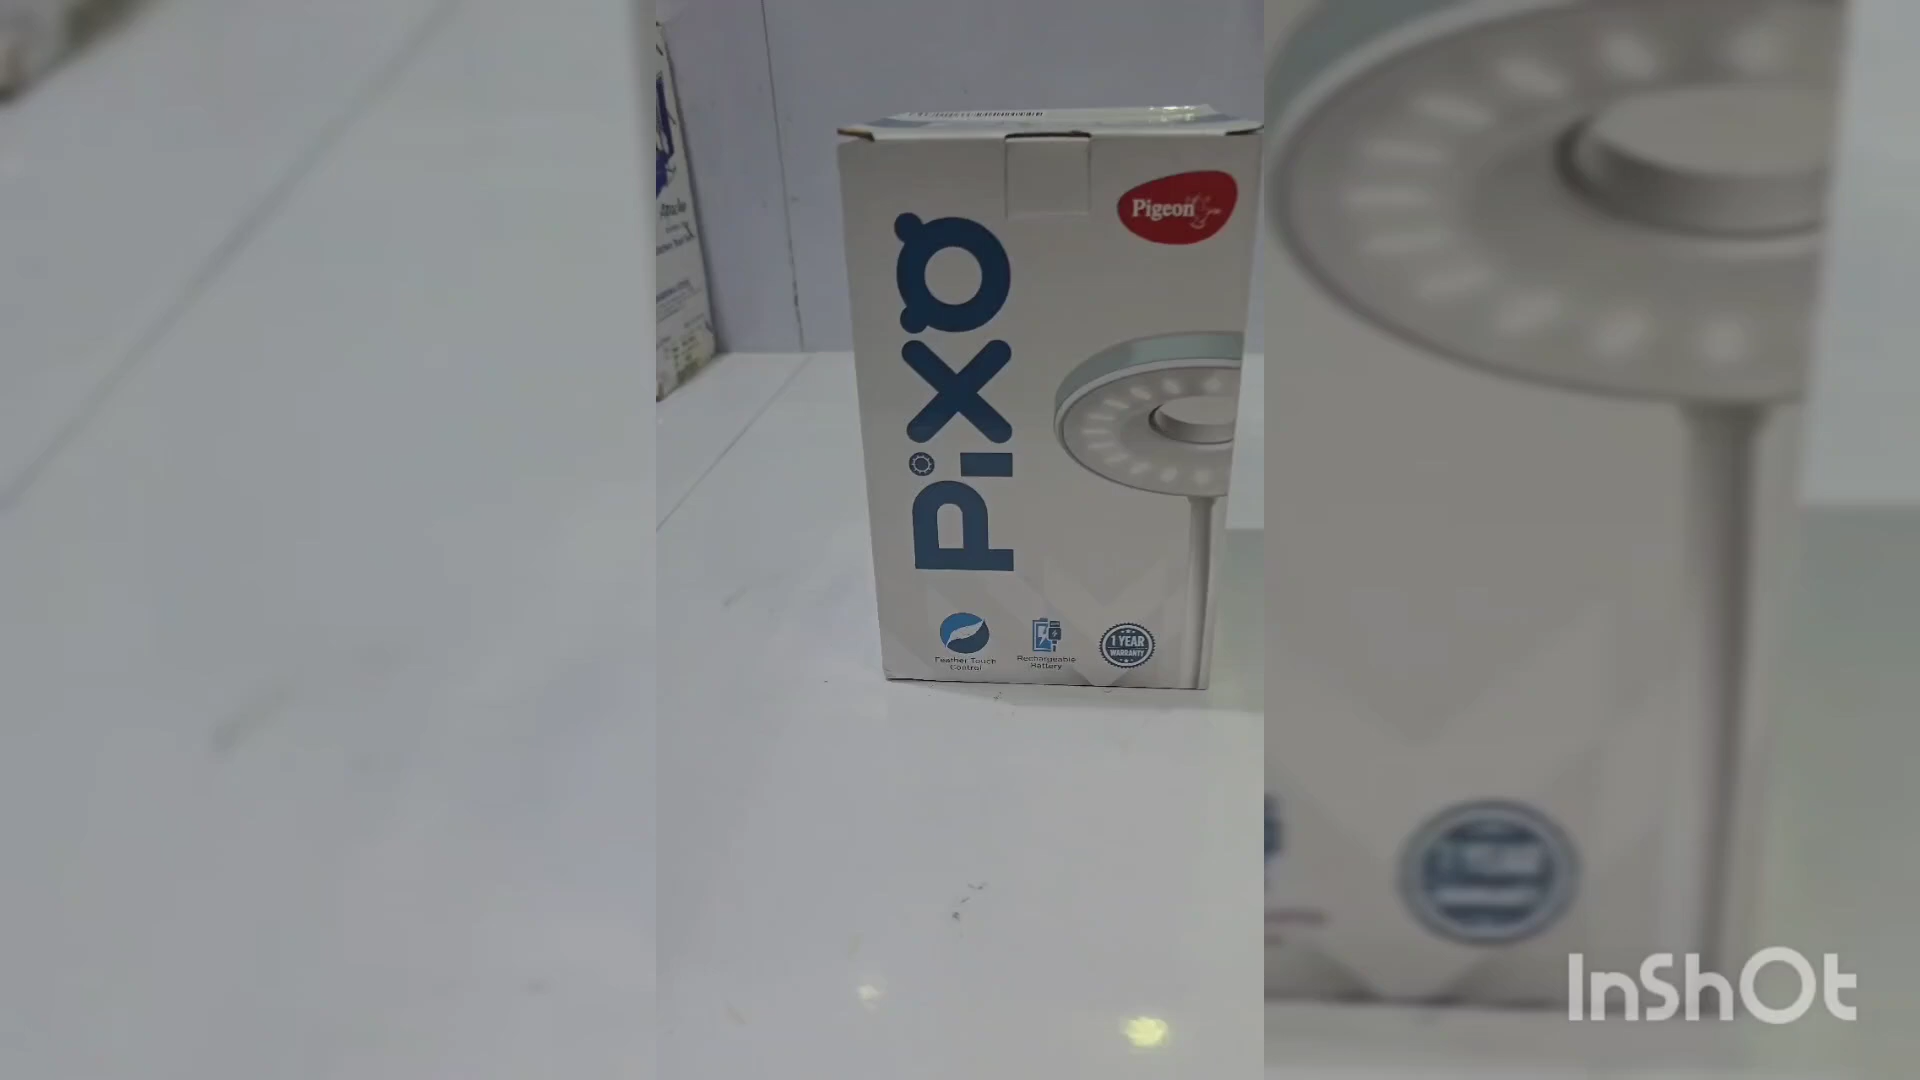 Pigeon
Pixo
Feather Touch
Control
Rechargeable
Battery
1 YEAR
WARRANTY
InShOt